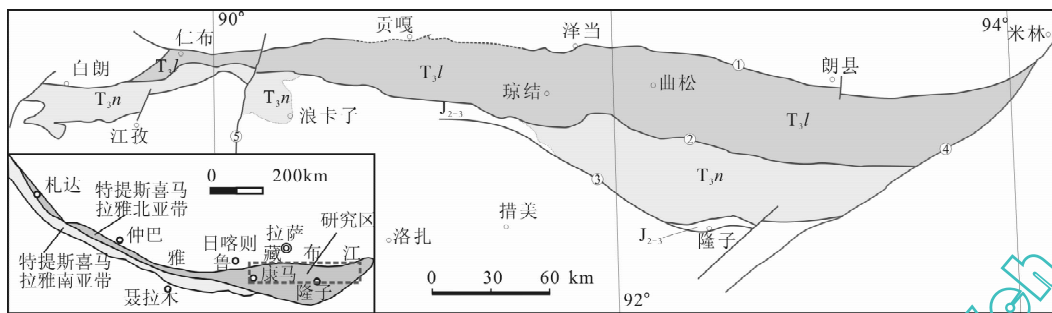 90°
94°
米林
仁布
贡嘎
泽当
①
白朗
T₃l
T₃l
曲松
朗县
T₃n
T₃n
琼结
T₃l
江孜
浪卡子
J₂₋₃
②
④
⑤
T₃n
③
0 200km
札达
特提斯喜马
拉雅北亚带
研究区
措美
仲巴
拉萨
日喀则
洛扎
J₂₋₃
隆子
特提斯喜马
拉雅南亚带
雅 鲁 藏 布 江
康马
隆子
聂拉木
0 30 60 km
92°